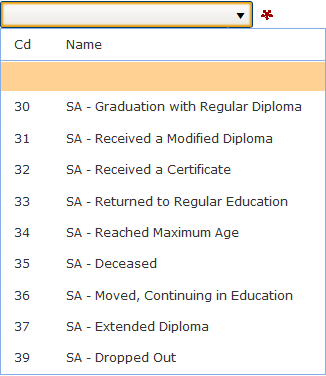 Cd Name
30 SA - Graduation with Regular Diploma
31 SA - Received a Modified Diploma
32 SA - Received a Certificate
33 SA - Returned to Regular Education
34 SA - Reached Maximum Age
35 SA - Deceased
36 SA - Moved, Continuing in Education
37 SA - Extended Diploma
39 SA - Dropped Out